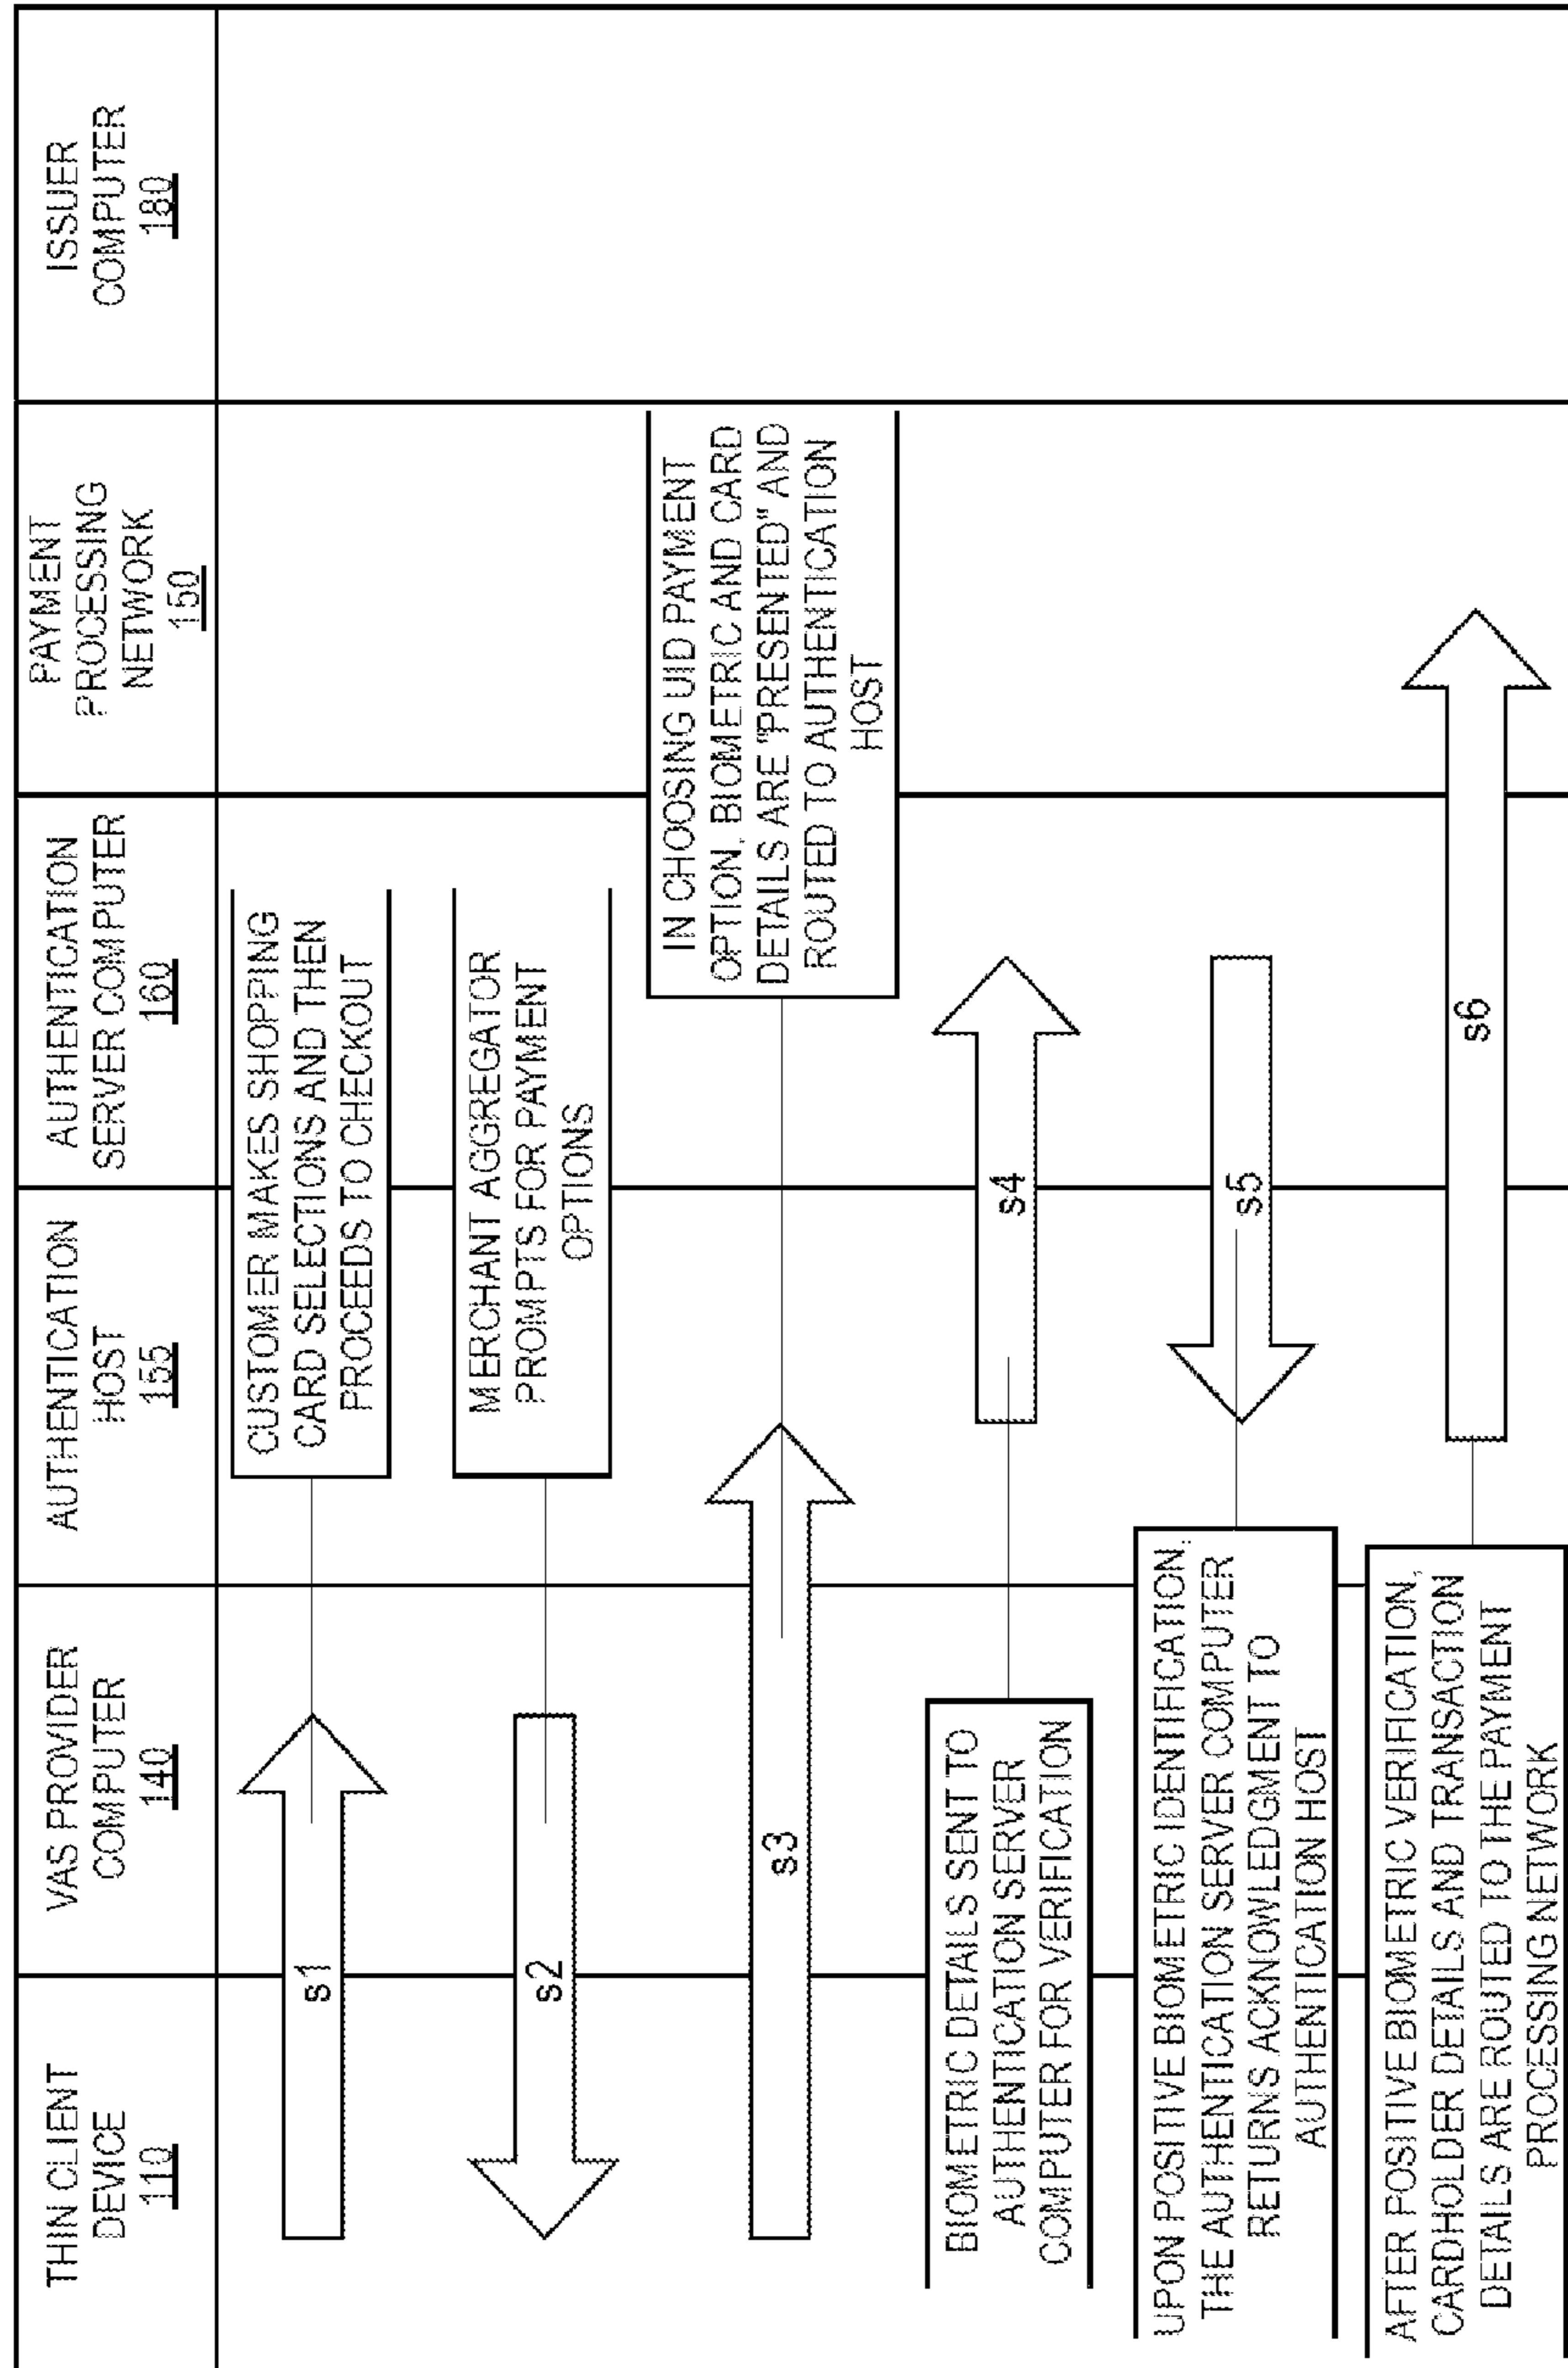 THIN CLIENT
DEVICE
110
VAS PROVIDER
COMPUTER
140
AUTHENTICATION
HOST
155
AUTHENTICATION
SERVER COMPUTER
160
PAYMENT
PROCESSING
NETWORK
150
ISSUER
COMPUTER
180
s1
CUSTOMER MAKES SHOPPING
CARD SELECTIONS AND THEN
PROCEEDS TO CHECKOUT
s2
MERCHANT AGGREGATOR
PROMPTS FOR PAYMENT
OPTIONS
s3
IN CHOOSING UID PAYMENT
OPTION, BIOMETRIC AND CARD
DETAILS ARE "PRESENTED" AND
ROUTED TO AUTHENTICATION
HOST
BIOMETRIC DETAILS SENT TO
AUTHENTICATION SERVER
COMPUTER FOR VERIFICATION
s4
UPON POSITIVE BIOMETRIC IDENTIFICATION,
THE AUTHENTICATION SERVER COMPUTER
RETURNS ACKNOWLEDGMENT TO
AUTHENTICATION HOST
s5
AFTER POSITIVE BIOMETRIC VERIFICATION,
CARDHOLDER DETAILS AND TRANSACTION
DETAILS ARE ROUTED TO THE PAYMENT
PROCESSING NETWORK
s6